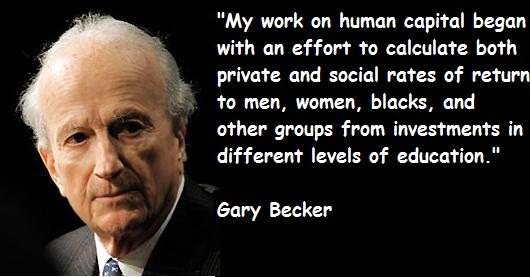 "My work on human capital began
with an effort to calculate both
private and social rates of return
to men, women, blacks, and
other groups from investments in
different levels of education."
Gary Becker